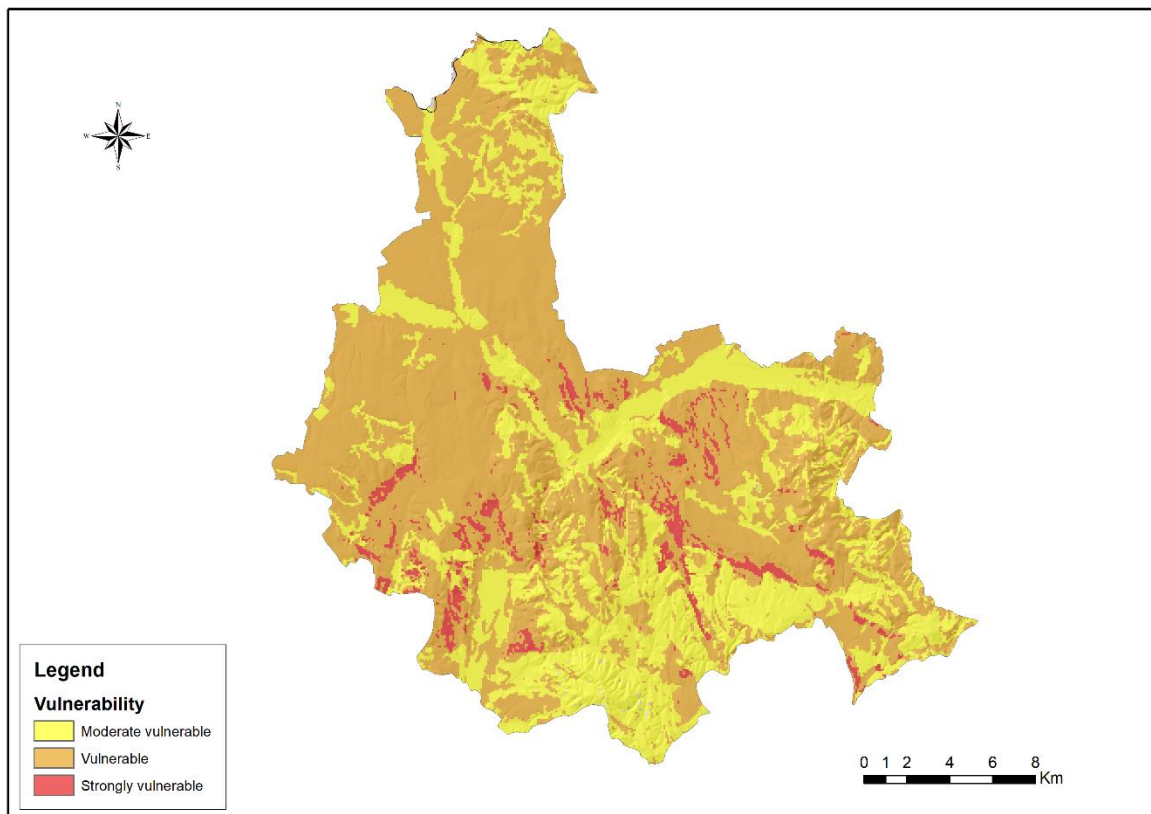 N
W E
S
Legend
Vulnerability
Moderate vulnerable
Vulnerable
Strongly vulnerable
0 1 2 4 6 8
Km